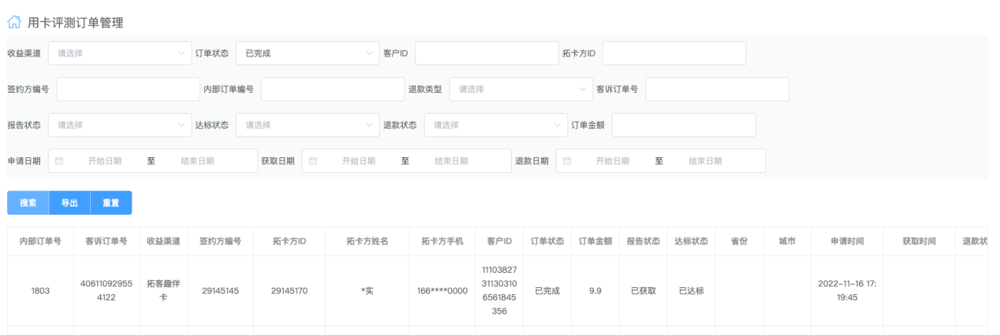 用卡评测订单管理
收益渠道 请选择 订单状态 已完成 客户ID 拓卡方ID
签约方编号 内部订单编号 退款类型 请选择 客诉订单号
报告状态 请选择 达标状态 请选择 退款状态 请选择 订单金额
申请日期 开始日期 至 结束日期 获取日期 开始日期 至 结束日期 退款日期 开始日期 至 结束日期
搜索 导出 重置
内部订单号 客诉订单号 收益渠道 签约方编号 拓卡方ID 拓卡方姓名 拓卡方手机 客户ID 订单状态 订单金额 报告状态 达标状态 省份 城市 申请时间 获取时间 退款状
11103827
40611092955 拓客趣伴 31130310 2022-11-16 17:
1803 29145145 29145170 *实 166****0000 已完成 9.9 已获取 已达标
4122 卡 6561845 19:45
356